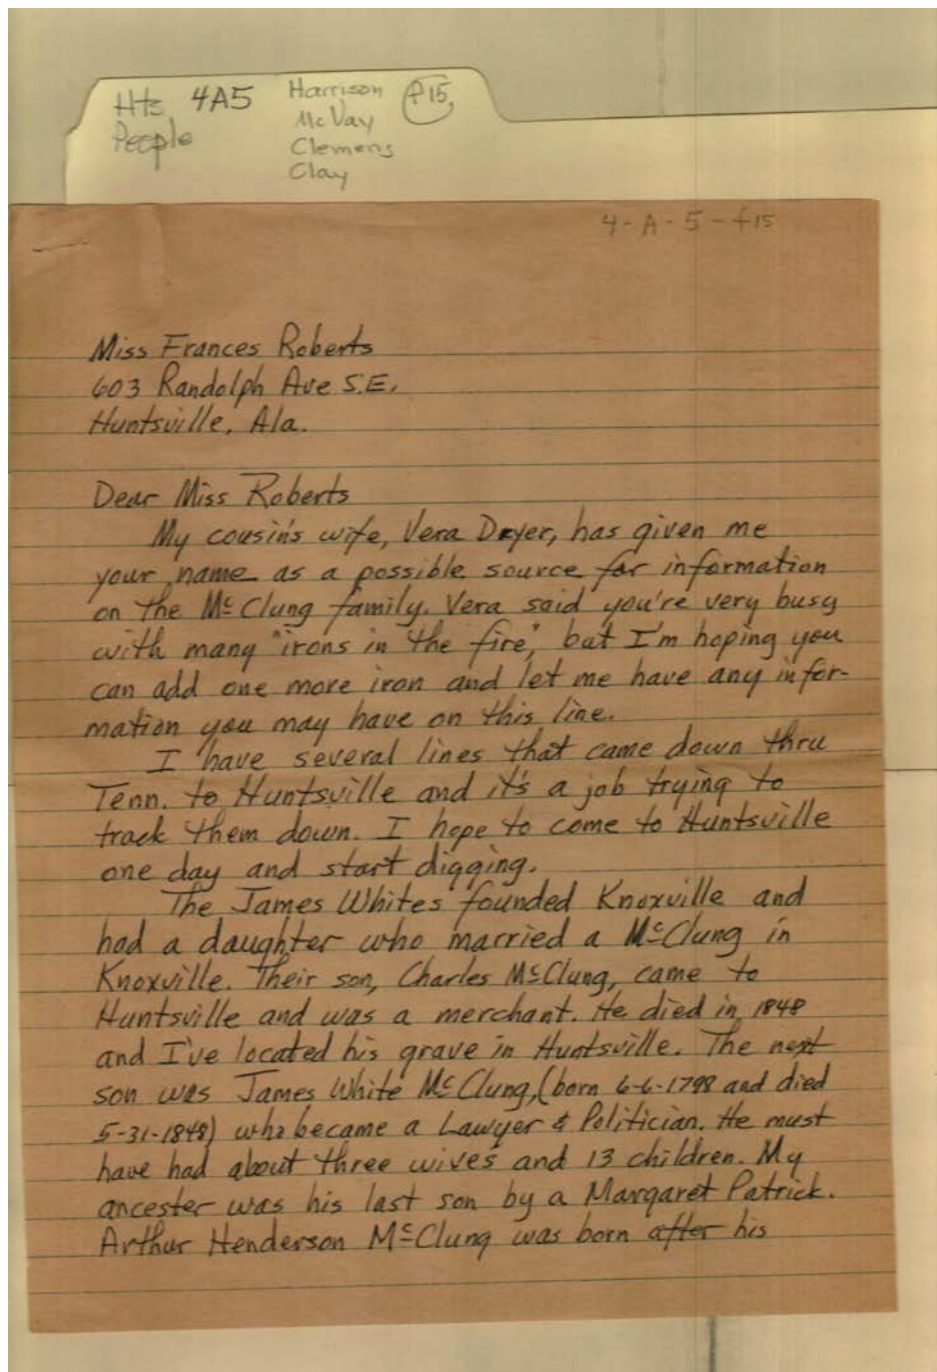 Hts 4A5 Harrison f15
People McVay
Clemens
Clay
4-A-5-f15
Miss Frances Roberts
603 Randolph Ave S.E.
Huntsville, Ala.
Dear Miss Roberts
My cousin's wife, Vera Dryer, has given me
your name as a possible source for information
on the McClung family. Vera said you're very busy
with many "irons in the fire", but I'm hoping you
can add one more iron and let me have any infor-
mation you may have on this line.
I have several lines that came down thru
Tenn. to Huntsville and it's a job trying to
track them down. I hope to come to Huntsville
one day and start digging.
The James Whites founded Knoxville and
had a daughter who married a McClung in
Knoxville. Their son, Charles McClung, came to
Huntsville and was a merchant. He died in 1848
and I've located his grave in Huntsville. The next
son was James White McClung, (born 6-6-1798 and died
5-31-1848) who became a Lawyer & Politician. He must
have had about three wives and 13 children. My
ancester was his last son by a Margaret Patrick.
Arthur Henderson McClung was born after his